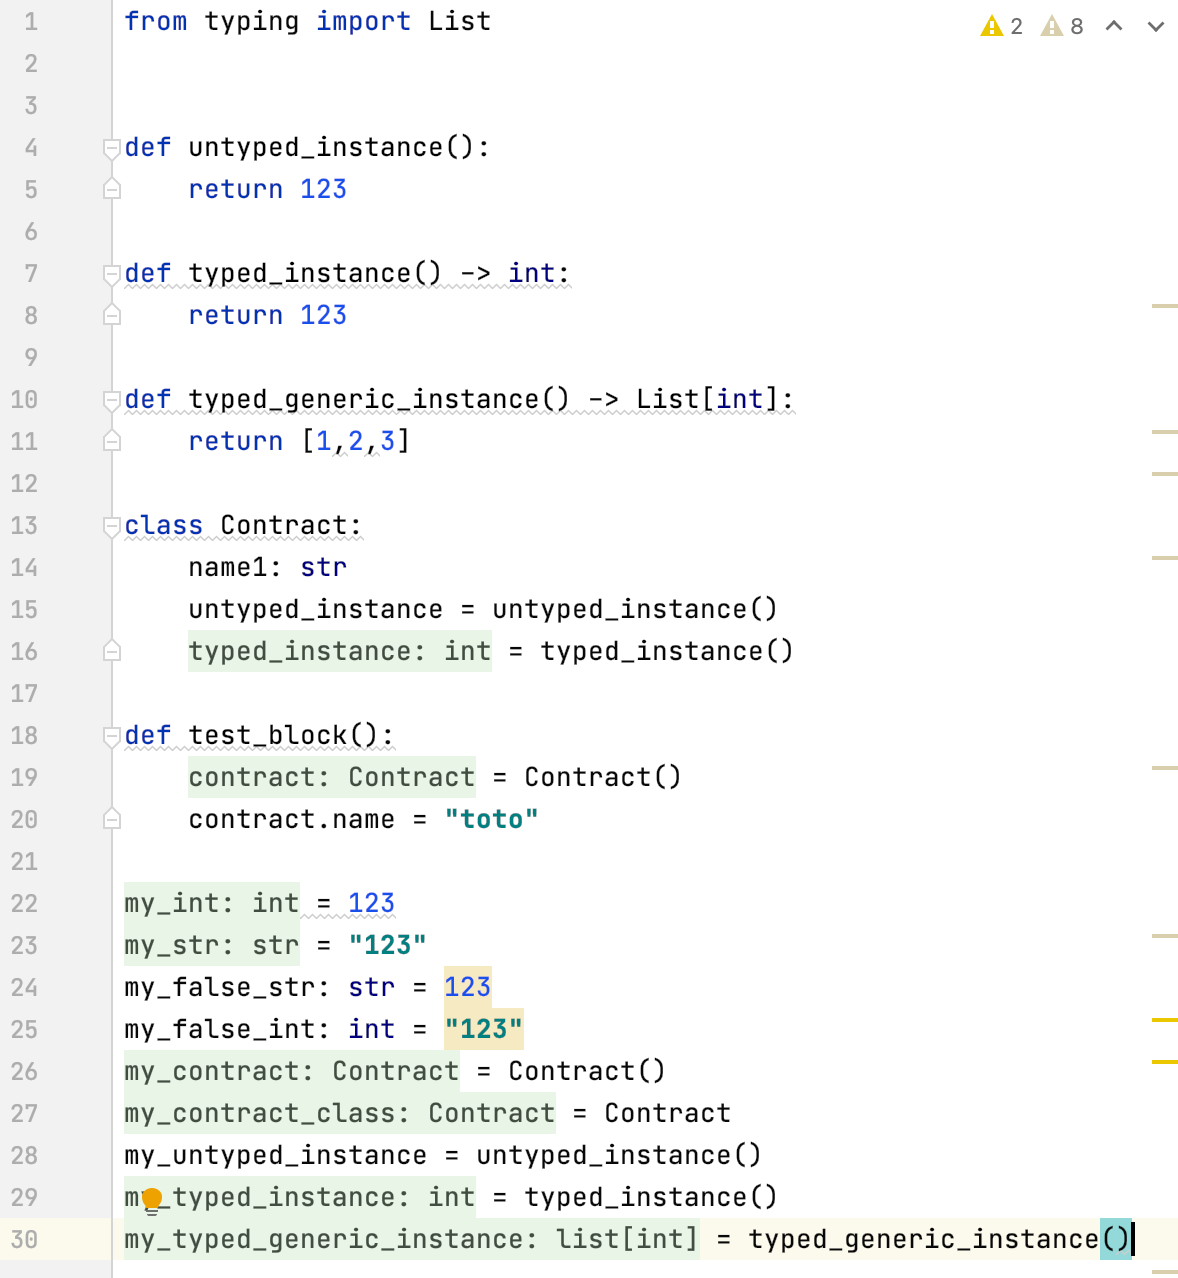 1 from typing import List
2 8
2
3
4 def untyped_instance():
5 return 123
6
7 def typed_instance() -> int:
8 return 123
9
10 def typed_generic_instance() -> List[int]:
11 return [1,2,3]
12
13 class Contract:
14 name1: str
15 untyped_instance = untyped_instance()
16 typed_instance: int = typed_instance()
17
18 def test_block():
19 contract: Contract = Contract()
20 contract.name = "toto"
21
22 my_int: int = 123
23 my_str: str = "123"
24 my_false_str: str = 123
25 my_false_int: int = "123"
26 my_contract: Contract = Contract()
27 my_contract_class: Contract = Contract
28 my_untyped_instance = untyped_instance()
29 my_typed_instance: int = typed_instance()
30 my_typed_generic_instance: list[int] = typed_generic_instance()